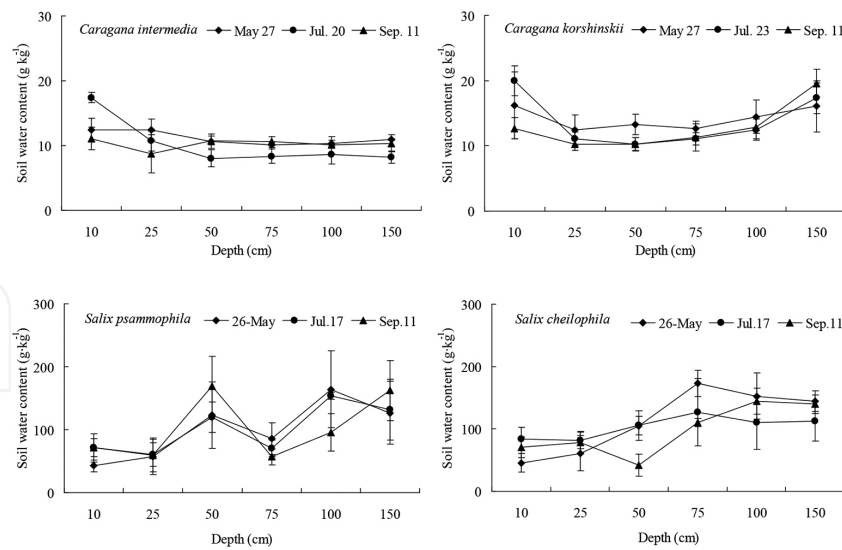 Caragana intermedia May 27 Jul. 20 Sep. 11
Soil water content (g kg-1)
30
20
10
0
10 25 50 75 100 150
Depth (cm)
Caragana korshinskii May 27 Jul. 23 Sep. 11
Soil water content (g kg-1)
30
20
10
0
10 25 50 75 100 150
Depth (cm)
Salix psammophila 26-May Jul.17 Sep.11
Soil water content (g·kg-1)
300
200
100
0
10 25 50 75 100 150
Depth (cm)
Salix cheilophila 26-May Jul.17 Sep.11
Soil water content (g·kg-1)
300
200
100
0
10 25 50 75 100 150
Depth (cm)